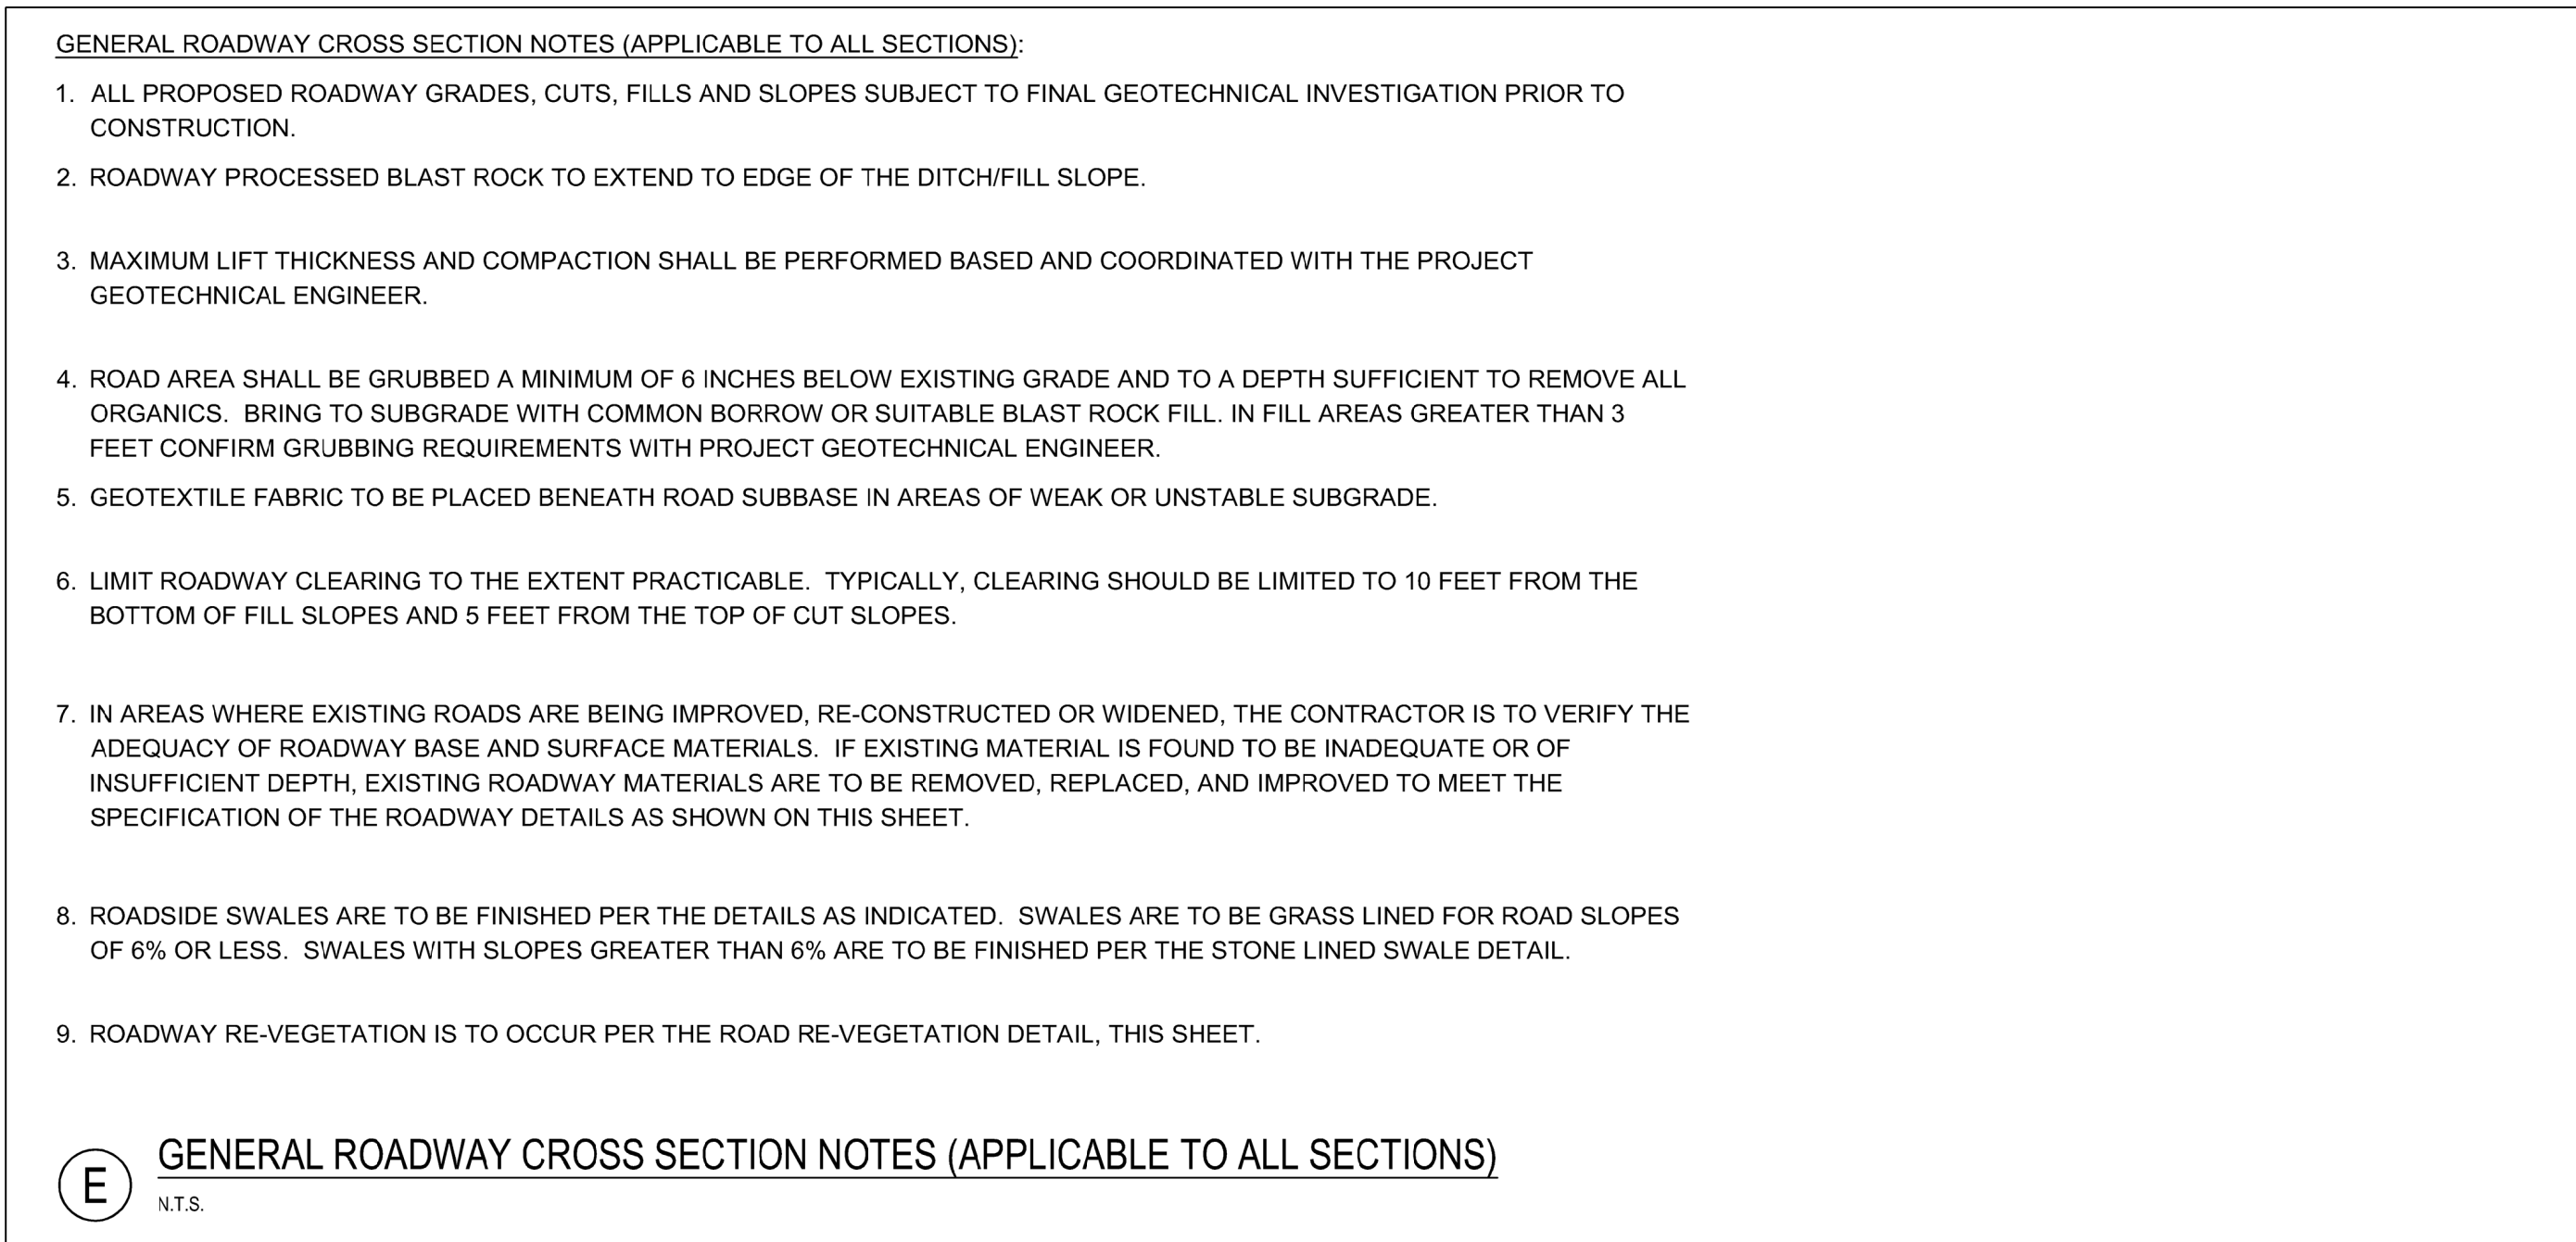 GENERAL ROADWAY CROSS SECTION NOTES (APPLICABLE TO ALL SECTIONS):
1. ALL PROPOSED ROADWAY GRADES, CUTS, FILLS AND SLOPES SUBJECT TO FINAL GEOTECHNICAL INVESTIGATION PRIOR TO
CONSTRUCTION.
2. ROADWAY PROCESSED BLAST ROCK TO EXTEND TO EDGE OF THE DITCH/FILL SLOPE.
3. MAXIMUM LIFT THICKNESS AND COMPACTION SHALL BE PERFORMED BASED AND COORDINATED WITH THE PROJECT
GEOTECHNICAL ENGINEER.
4. ROAD AREA SHALL BE GRUBBED A MINIMUM OF 6 INCHES BELOW EXISTING GRADE AND TO A DEPTH SUFFICIENT TO REMOVE ALL
ORGANICS.  BRING TO SUBGRADE WITH COMMON BORROW OR SUITABLE BLAST ROCK FILL. IN FILL AREAS GREATER THAN 3
FEET CONFIRM GRUBBING REQUIREMENTS WITH PROJECT GEOTECHNICAL ENGINEER.
5. GEOTEXTILE FABRIC TO BE PLACED BENEATH ROAD SUBBASE IN AREAS OF WEAK OR UNSTABLE SUBGRADE.
6. LIMIT ROADWAY CLEARING TO THE EXTENT PRACTICABLE.  TYPICALLY, CLEARING SHOULD BE LIMITED TO 10 FEET FROM THE
BOTTOM OF FILL SLOPES AND 5 FEET FROM THE TOP OF CUT SLOPES.
7. IN AREAS WHERE EXISTING ROADS ARE BEING IMPROVED, RE-CONSTRUCTED OR WIDENED, THE CONTRACTOR IS TO VERIFY THE
ADEQUACY OF ROADWAY BASE AND SURFACE MATERIALS.  IF EXISTING MATERIAL IS FOUND TO BE INADEQUATE OR OF
INSUFFICIENT DEPTH, EXISTING ROADWAY MATERIALS ARE TO BE REMOVED, REPLACED, AND IMPROVED TO MEET THE
SPECIFICATION OF THE ROADWAY DETAILS AS SHOWN ON THIS SHEET.
8. ROADSIDE SWALES ARE TO BE FINISHED PER THE DETAILS AS INDICATED.  SWALES ARE TO BE GRASS LINED FOR ROAD SLOPES
OF 6% OR LESS.  SWALES WITH SLOPES GREATER THAN 6% ARE TO BE FINISHED PER THE STONE LINED SWALE DETAIL.
9. ROADWAY RE-VEGETATION IS TO OCCUR PER THE ROAD RE-VEGETATION DETAIL, THIS SHEET.
E GENERAL ROADWAY CROSS SECTION NOTES (APPLICABLE TO ALL SECTIONS)
N.T.S.